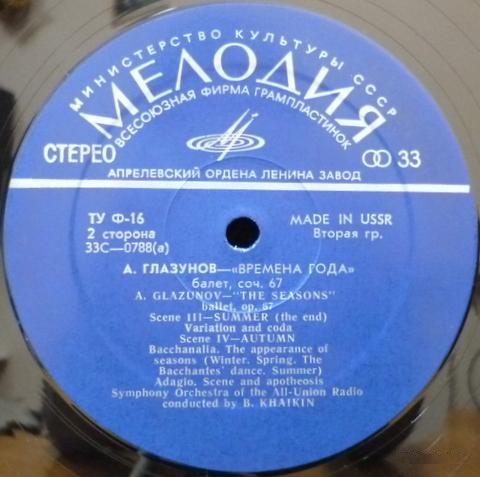 МИНИСТЕРСТВО КУЛЬТУРЫ СССР
МЕЛОДИЯ
ВСЕСОЮЗНАЯ ФИРМА ГРАМПЛАСТИНОК
СТЕРЕО
33
АПРЕЛЕВСКИЙ ОРДЕНА ЛЕНИНА ЗАВОД
ТУ Ф-16
MADE IN USSR
2 сторона
Вторая гр.
33С—0788(а)
А. ГЛАЗУНОВ—«ВРЕМЕНА ГОДА»
балет, соч. 67
A. GLAZUNOV—"THE SEASONS"
ballet, op. 67
Scene III—SUMMER (the end)
Variation and coda
Scene IV—AUTUMN
Bacchanalia. The appearance of
seasons (Winter. Spring. The
Bacchantes' dance. Summer)
Adagio. Scene and apotheosis
Symphony Orchestra of the All-Union Radio
conducted by B. KHAIKIN